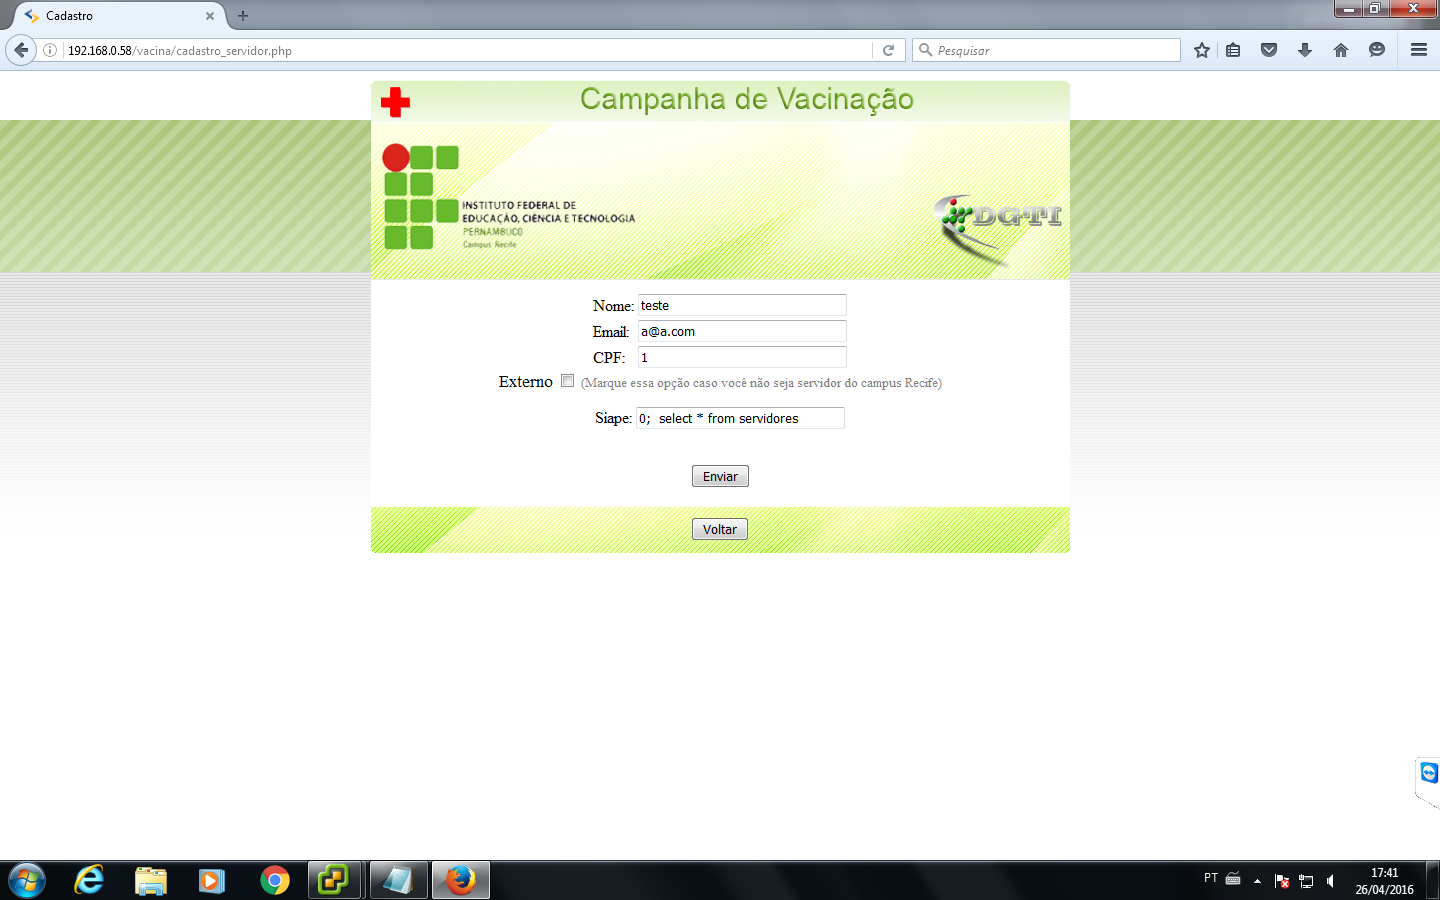 Cadastro
192.168.0.58/vacina/cadastro_servidor.php
Pesquisar
Campanha de Vacinação
INSTITUTO FEDERAL DE
EDUCAÇÃO, CIÊNCIA E TECNOLOGIA
PERNAMBUCO
Campus Recife
DGTI
Nome: teste
Email: a@a.com
CPF: 1
Externo (Marque essa opção caso você não seja servidor do campus Recife)
Siape: 0;  select * from servidores
Enviar
Voltar
PT
17:41
26/04/2016